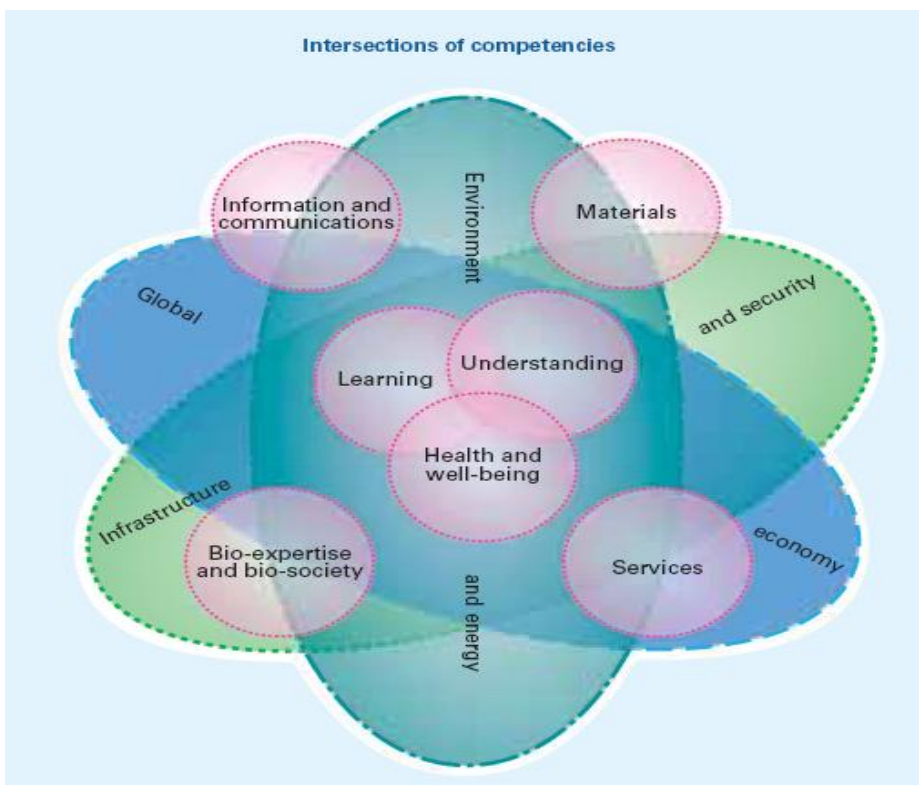 Intersections of competencies
Information and
communications
Environment
Materials
Global
and security
Learning
Understanding
Health and
well-being
Infrastructure
Bio-expertise
and bio-society
and energy
Services
economy